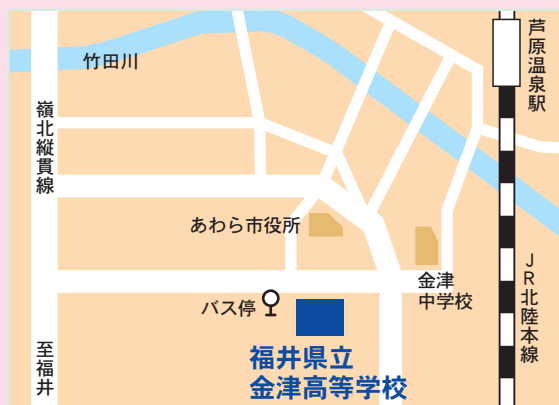 竹田川
芦原温泉駅
嶺北縦貫線
あわら市役所
金津
中学校
JR北陸本線
バス停
至福井
福井県立
金津高等学校